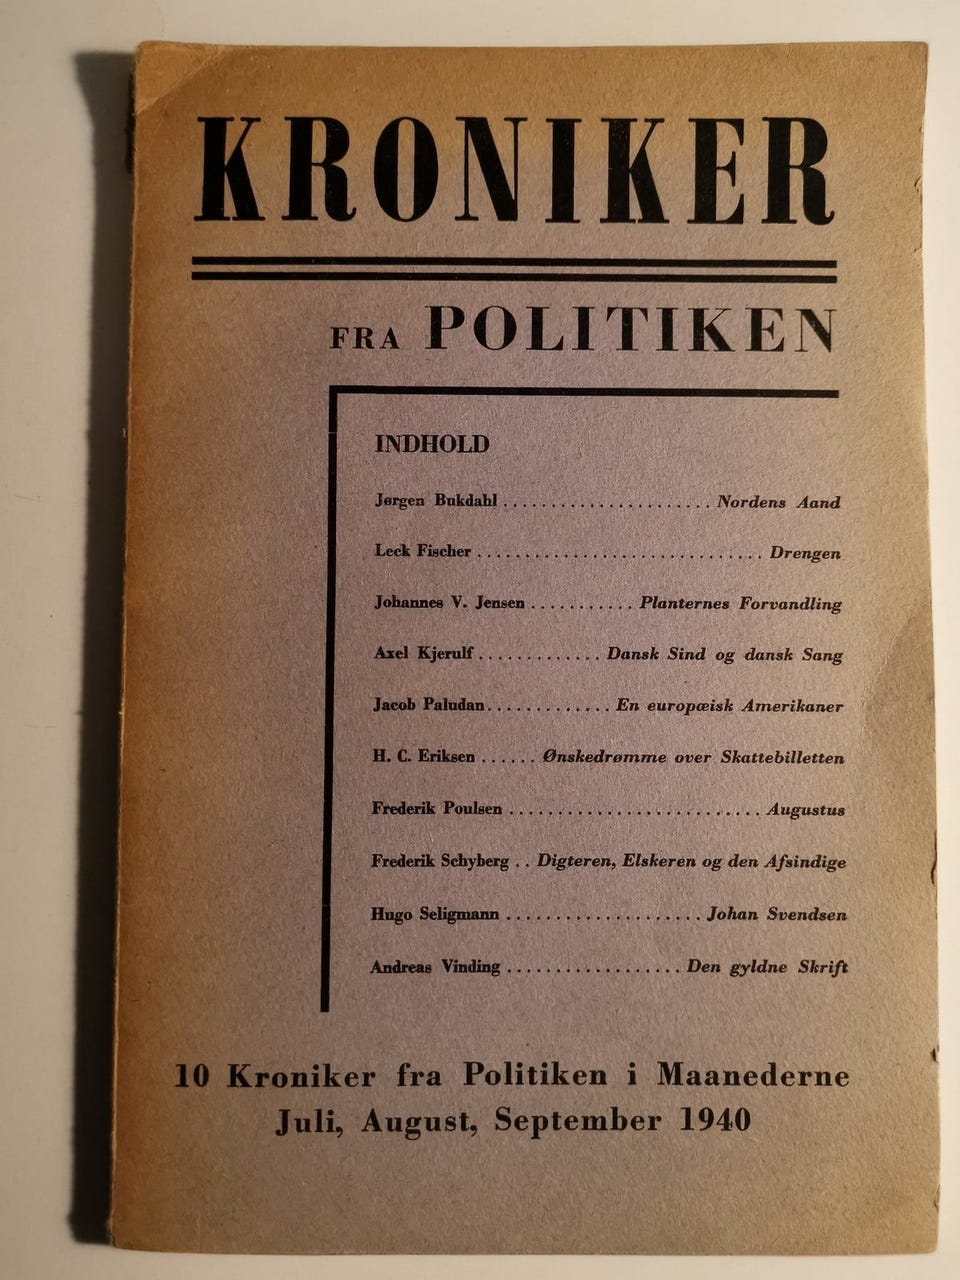 KRONIKER
FRA POLITIKEN
INDHOLD
Jørgen Bukdahl ...................... Nordens Aand
Leck Fischer .............................. Drengen
Johannes V. Jensen ........... Planternes Forvandling
Axel Kjerulf ............. Dansk Sind og dansk Sang
Jacob Paludan ............. En europæisk Amerikaner
H. C. Eriksen ...... Ønskedrømme over Skattebilletten
Frederik Poulsen ........................... Augustus
Frederik Schyberg .. Digteren, Elskeren og den Afsindige
Hugo Seligmann ..................... Johan Svendsen
Andreas Vinding .................. Den gyldne Skrift
10 Kroniker fra Politiken i Maanederne
Juli, August, September 1940